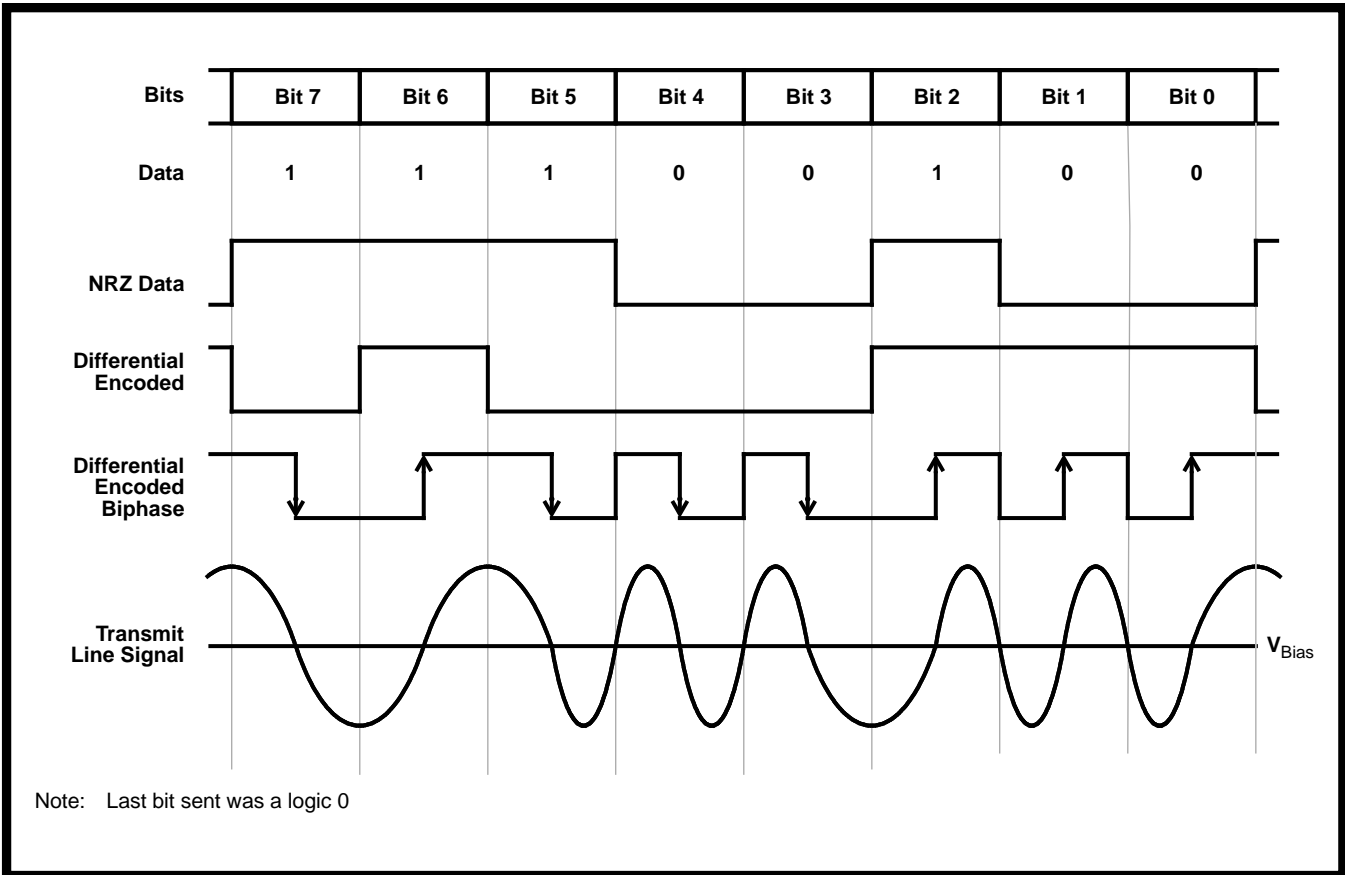 Bits Bit 7 Bit 6 Bit 5 Bit 4 Bit 3 Bit 2 Bit 1 Bit 0
Data 1 1 1 0 0 1 0 0
NRZ Data
Differential
Encoded
Differential
Encoded
Biphase
Transmit
Line Signal
VBias
Note: Last bit sent was a logic 0